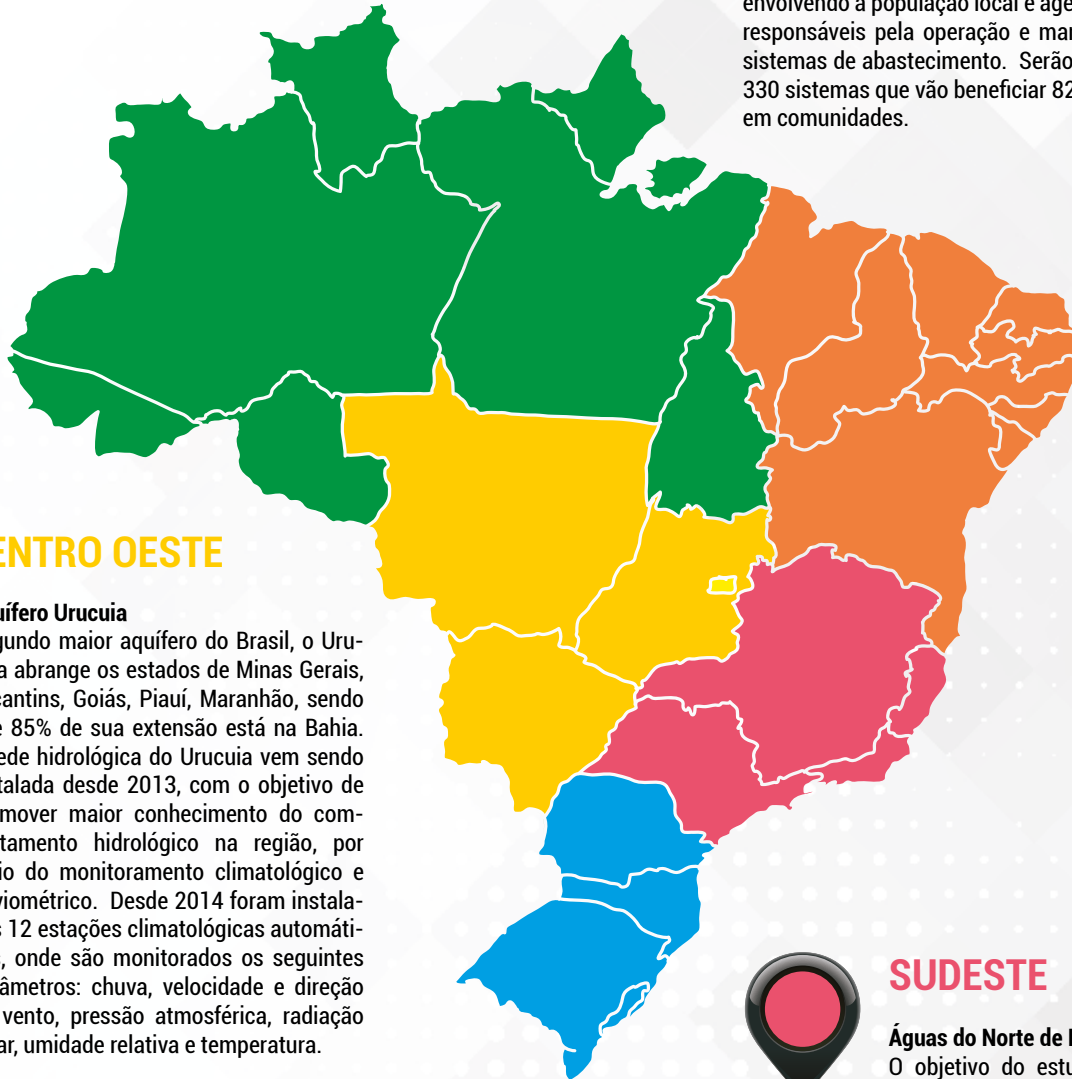 envolvendo a população local e age
responsáveis pela operação e mar
sistemas de abastecimento. Serão
330 sistemas que vão beneficiar 82
em comunidades.
ENTRO OESTE
uífero Urucuia
gundo maior aquífero do Brasil, o Uru-
a abrange os estados de Minas Gerais,
cantins, Goiás, Piauí, Maranhão, sendo
e 85% de sua extensão está na Bahia.
ede hidrológica do Urucuia vem sendo
talada desde 2013, com o objetivo de
mover maior conhecimento do com-
tamento hidrológico na região, por
io do monitoramento climatológico e
viométrico. Desde 2014 foram instala-
s 12 estações climatológicas automáti-
s, onde são monitorados os seguintes
âmetros: chuva, velocidade e direção
vento, pressão atmosférica, radiação
ar, umidade relativa e temperatura.
SUDESTE
Águas do Norte de
O objetivo do estu